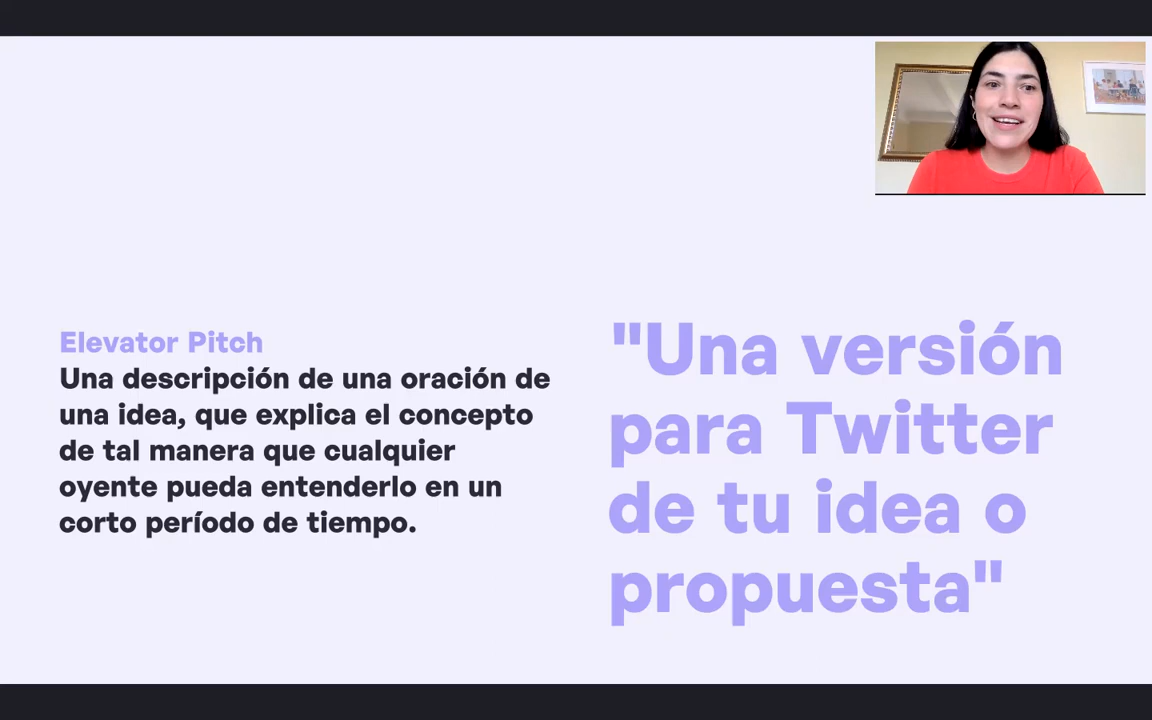 Elevator Pitch
Una descripción de una oración de
una idea, que explica el concepto
de tal manera que cualquier
oyente pueda entenderlo en un
corto período de tiempo.
"Una versión
para Twitter
de tu idea o
propuesta"